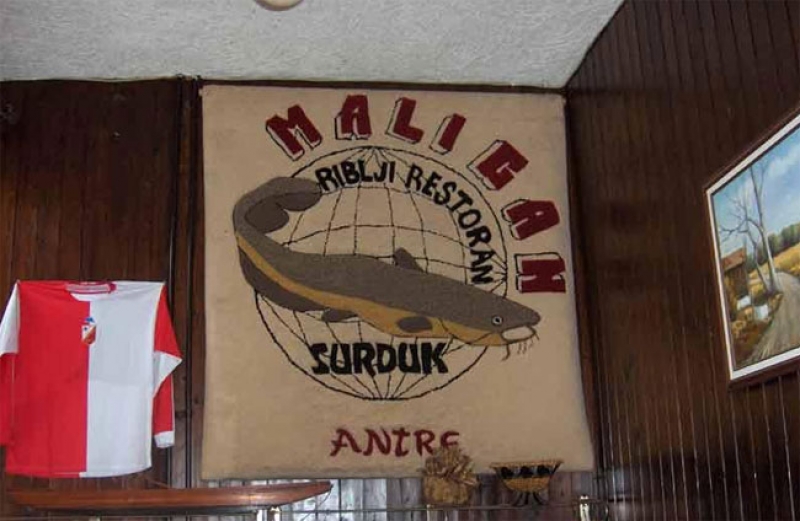 MALIGAN
RIBLJI RESTORAN
SURDUK
ANTRE